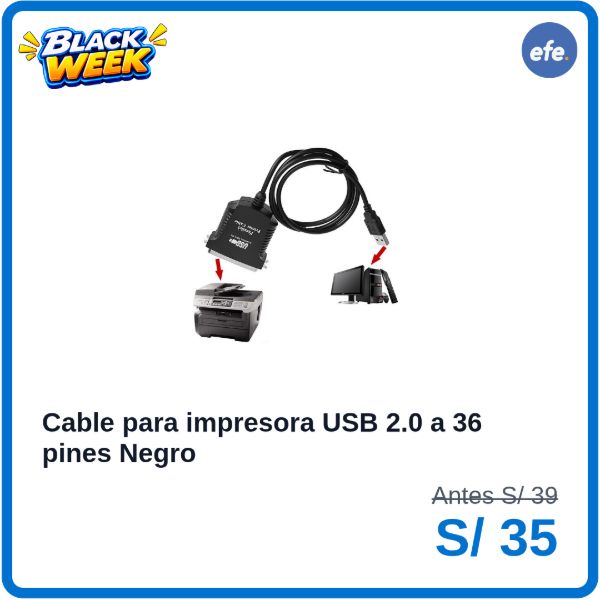 BLACK
WEEK
efe.
Cable para impresora USB 2.0 a 36
pines Negro
Antes S/ 39
S/ 35